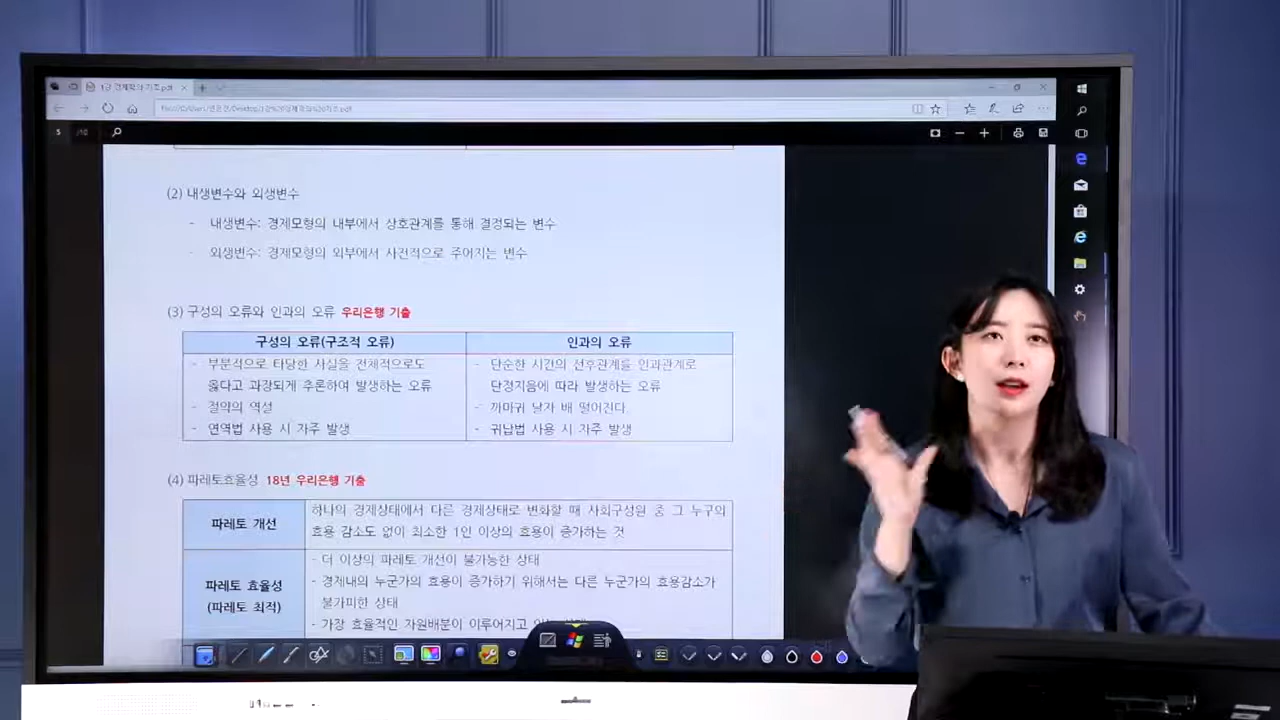 1강 경제학의 기초.pdf
5 /10
(2) 내생변수와 외생변수
- 내생변수: 경제모형의 내부에서 상호관계를 통해 결정되는 변수
- 외생변수: 경제모형의 외부에서 사전적으로 주어지는 변수
(3) 구성의 오류와 인과의 오류 우리은행 기출
구성의 오류(구조적 오류)
- 부분적으로 타당한 사실을 전체적으로도
옳다고 과장되게 추론하여 발생하는 오류
- 절약의 역설
- 연역법 사용 시 자주 발생
인과의 오류
- 단순한 시간의 선후관계를 인과관계로
단정지음에 따라 발생하는 오류
- 까마귀 날자 배 떨어진다.
- 귀납법 사용 시 자주 발생
(4) 파레토효율성 18년 우리은행 기출
파레토 개선
하나의 경제상태에서 다른 경제상태로 변화할 때 사회구성원 중 그 누구의
효용 감소도 없이 최소한 1인 이상의 효용이 증가하는 것
파레토 효율성
(파레토 최적)
- 더 이상의 파레토 개선이 불가능한 상태
- 경제내의 누군가의 효용이 증가하기 위해서는 다른 누군가의 효용감소가
불가피한 상태
- 가장 효율적인 자원배분이 이루어지고